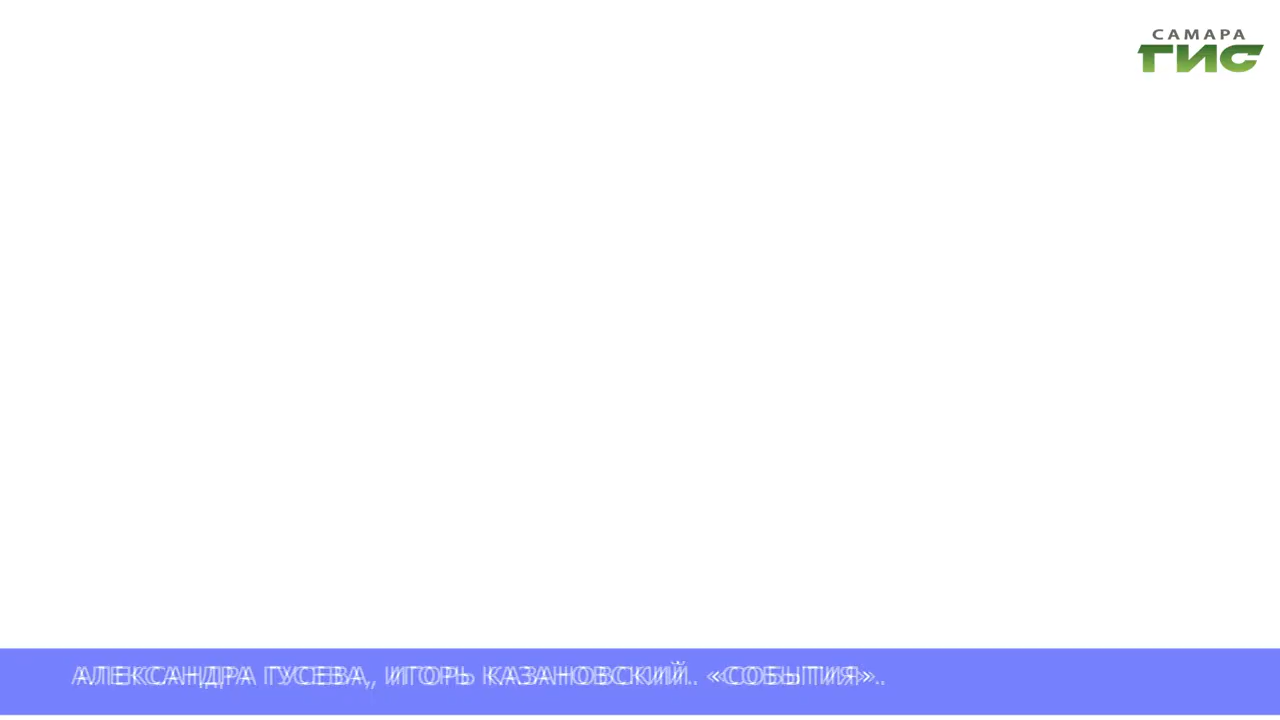 САМАРА
ГИС
АЛЕКСАНДРА ГУСЕВА, ИГОРЬ КАЗАНОВСКИЙ. «СОБЫТИЯ».